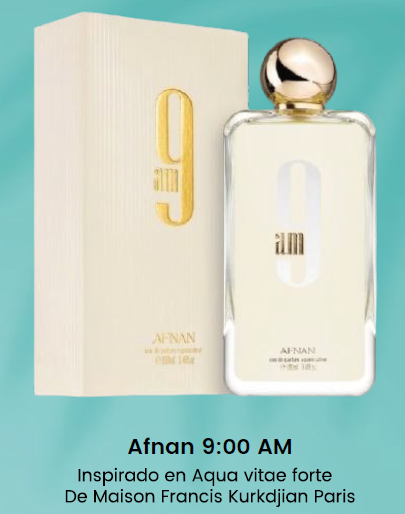 9
am
AFNAN
9
am
AFNAN
Afnan 9:00 AM
Inspirado en Aqua vitae forte
De Maison Francis Kurkdjian Paris